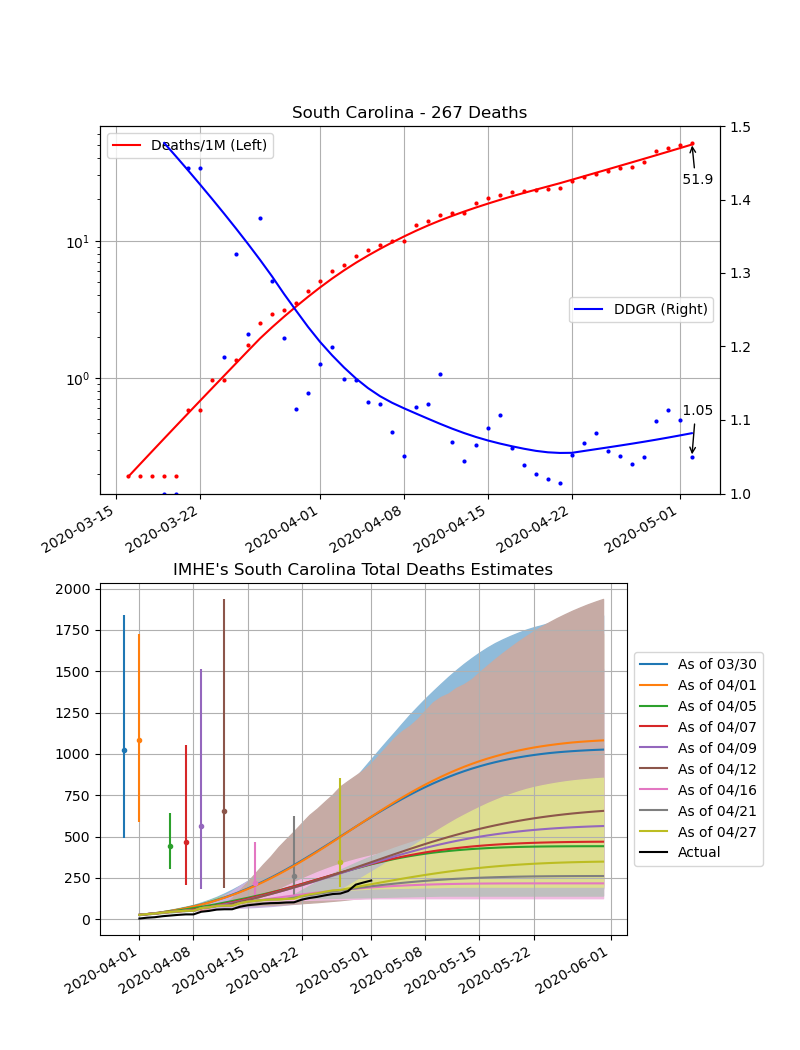 South Carolina - 267 Deaths
Deaths/1M (Left)
DDGR (Right)
51.9
1.05
10^1
10^0
1.5
1.4
1.3
1.2
1.1
1.0
2020-03-15
2020-03-22
2020-04-01
2020-04-08
2020-04-15
2020-04-22
2020-05-01
IMHE's South Carolina Total Deaths Estimates
2000
1750
1500
1250
1000
750
500
250
0
2020-04-01
2020-04-08
2020-04-15
2020-04-22
2020-05-01
2020-05-08
2020-05-15
2020-05-22
2020-06-01
As of 03/30
As of 04/01
As of 04/05
As of 04/07
As of 04/09
As of 04/12
As of 04/16
As of 04/21
As of 04/27
Actual